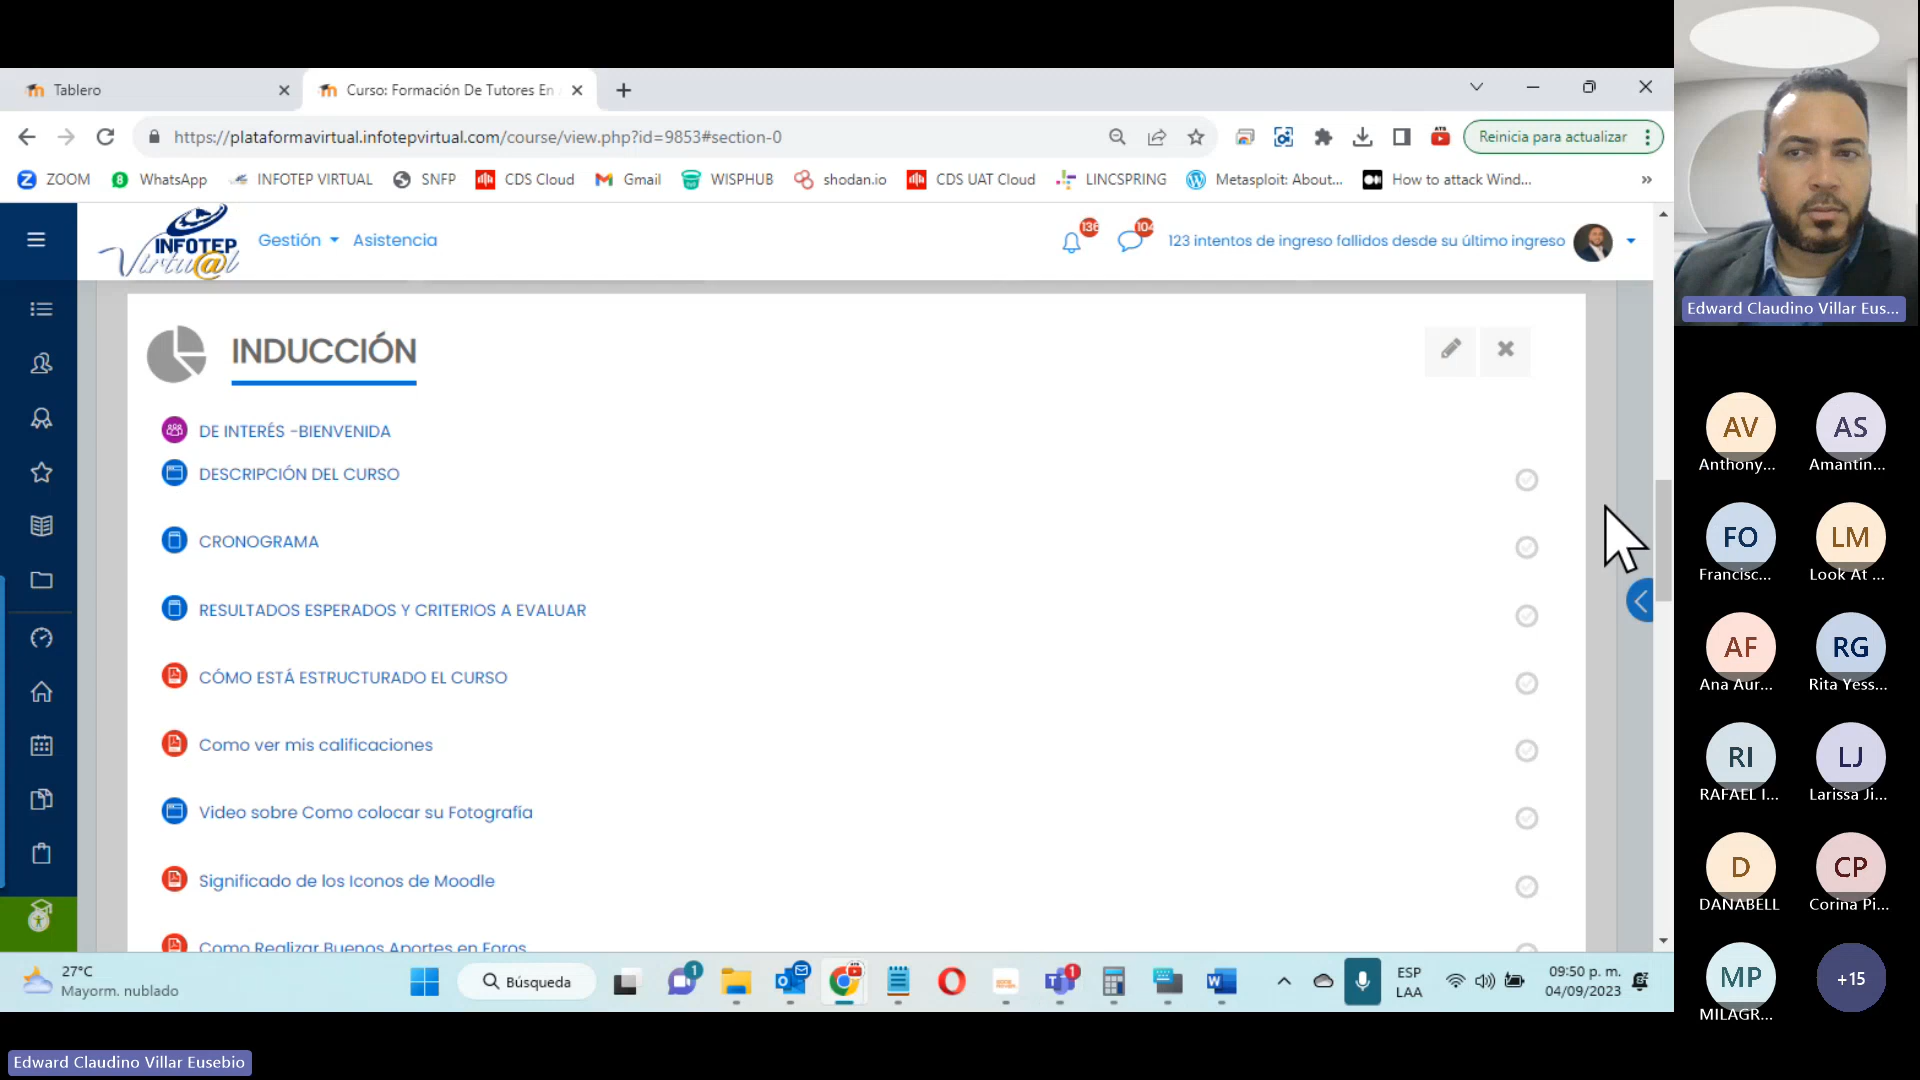 Tablero
Curso: Formación De Tutores En
https://plataformavirtual.infotepvirtual.com/course/view.php?id=9853#section-0
Reinicia para actualizar
ZOOM
WhatsApp
INFOTEP VIRTUAL
SNFP
CDS Cloud
Gmail
WISPHUB
shodan.io
CDS UAT Cloud
LINCSPRING
Metasploit: About...
How to attack Wind...
»
INFOTEP
Virtu@l
Gestión
Asistencia
136
104
123 intentos de ingreso fallidos desde su último ingreso
INDUCCIÓN
DE INTERÉS -BIENVENIDA
DESCRIPCIÓN DEL CURSO
CRONOGRAMA
RESULTADOS ESPERADOS Y CRITERIOS A EVALUAR
CÓMO ESTÁ ESTRUCTURADO EL CURSO
Como ver mis calificaciones
Video sobre Como colocar su Fotografía
Significado de los Iconos de Moodle
Como Realizar Buenos Aportes en Foros
27°C
Mayorm. nublado
Búsqueda
1
1
ESP
LAA
09:50 p. m.
04/09/2023
Edward Claudino Villar Eusebio
Edward Claudino Villar Eus...
AV
Anthony...
AS
Amantin...
FO
Francisc...
LM
Look At ...
AF
Ana Aur...
RG
Rita Yess...
RI
RAFAEL I...
LJ
Larissa Ji...
D
DANABELL
CP
Corina Pi...
MP
MILAGR...
+15